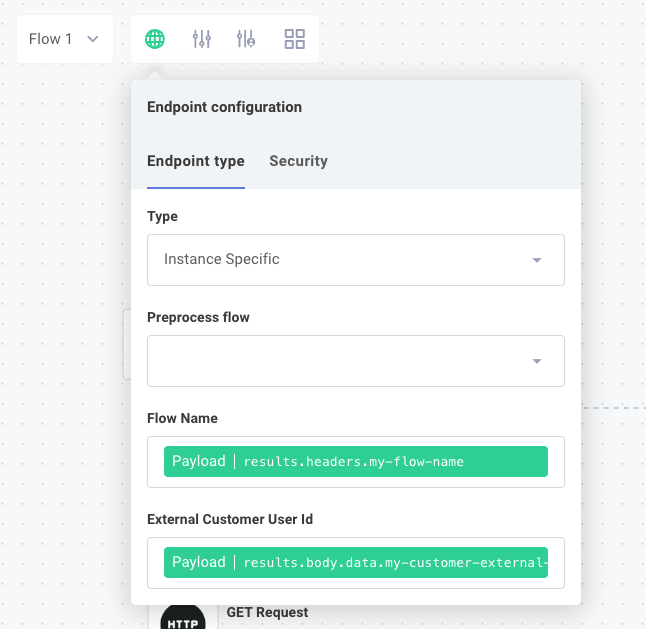 Flow 1
Endpoint configuration
Endpoint type Security
Type
Instance Specific
Preprocess flow
Flow Name
Payload | results.headers.my-flow-name
External Customer User Id
Payload | results.body.data.my-customer-external-
GET Request
HTTP